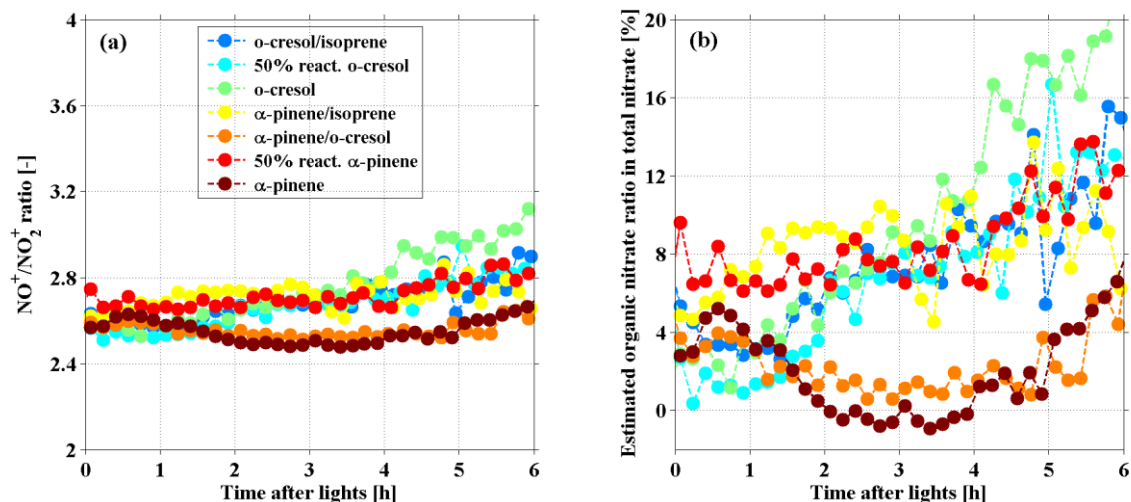 (a)
o-cresol/isoprene
50% react. o-cresol
o-cresol
α-pinene/isoprene
α-pinene/o-cresol
50% react. α-pinene
α-pinene
NO⁺/NO₂⁺ ratio [-]
4
3.6
3.2
2.8
2.4
2
0 1 2 3 4 5 6
Time after lights [h]
(b)
Estimated organic nitrate ratio in total nitrate [%]
20
16
12
8
4
0
0 1 2 3 4 5 6
Time after lights [h]